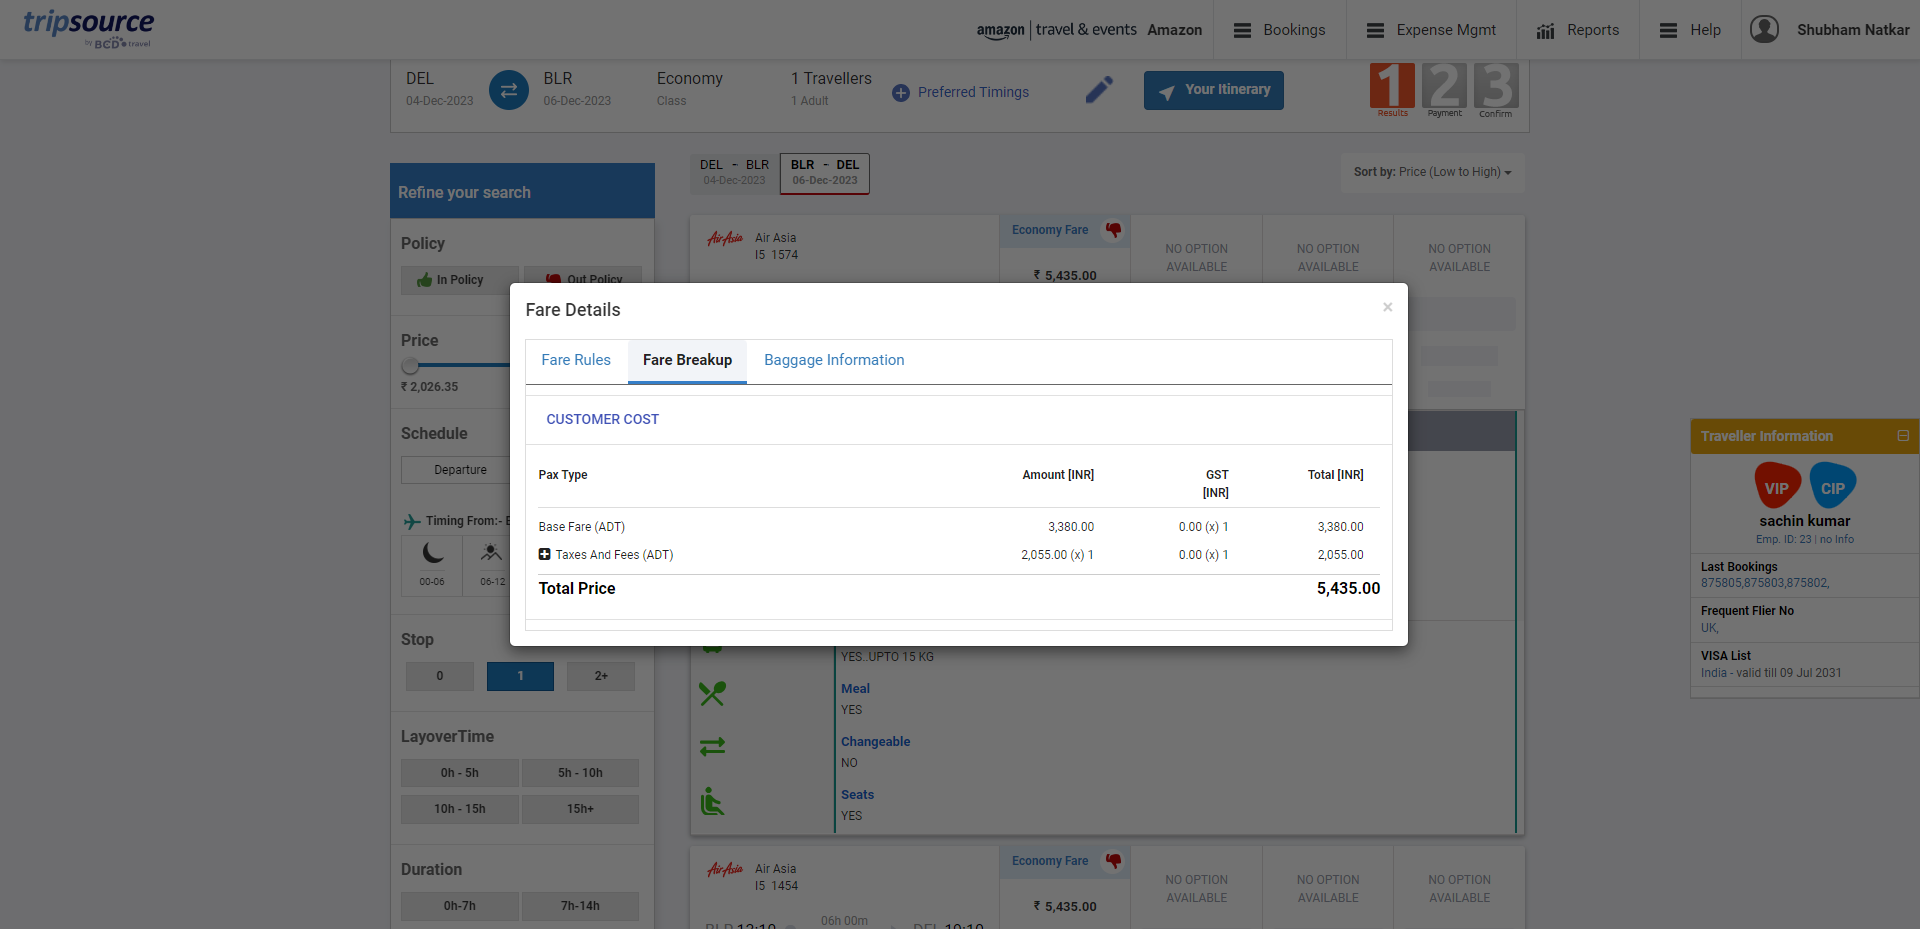 tripsource
by BCD travel
amazon | travel & events Amazon
Bookings
Expense Mgmt
Reports
Help
Shubham Natkar
DEL
04-Dec-2023
BLR
06-Dec-2023
Economy
Class
1 Travellers
1 Adult
Preferred Timings
Your Itinerary
1 2 3
Results Payment Confirm
Refine your search
Policy
In Policy
Out Policy
Price
₹ 2,026.35
Schedule
Departure
Timing From:-
00-06
06-12
Stop
0 1 2+
LayoverTime
0h - 5h 5h - 10h
10h - 15h 15h+
Duration
0h-7h 7h-14h
DEL - BLR
04-Dec-2023
BLR - DEL
06-Dec-2023
Sort by: Price (Low to High)
AirAsia
Air Asia
I5 1574
Economy Fare
₹ 5,435.00
NO OPTION
AVAILABLE
NO OPTION
AVAILABLE
NO OPTION
AVAILABLE
Fare Details
×
Fare Rules Fare Breakup Baggage Information
CUSTOMER COST
Pax Type Amount [INR] GST [INR] Total [INR]
Base Fare (ADT) 3,380.00 0.00 (x) 1 3,380.00
Taxes And Fees (ADT) 2,055.00 (x) 1 0.00 (x) 1 2,055.00
Total Price 5,435.00
YES..UPTO 15 KG
Meal
YES
Changeable
NO
Seats
YES
AirAsia
Air Asia
I5 1454
Economy Fare
₹ 5,435.00
NO OPTION
AVAILABLE
NO OPTION
AVAILABLE
NO OPTION
AVAILABLE
06h 00m
Traveller Information
VIP CIP
sachin kumar
Emp. ID: 23 | no Info
Last Bookings
875805,875803,875802,
Frequent Flier No
UK,
VISA List
India - valid till 09 Jul 2031